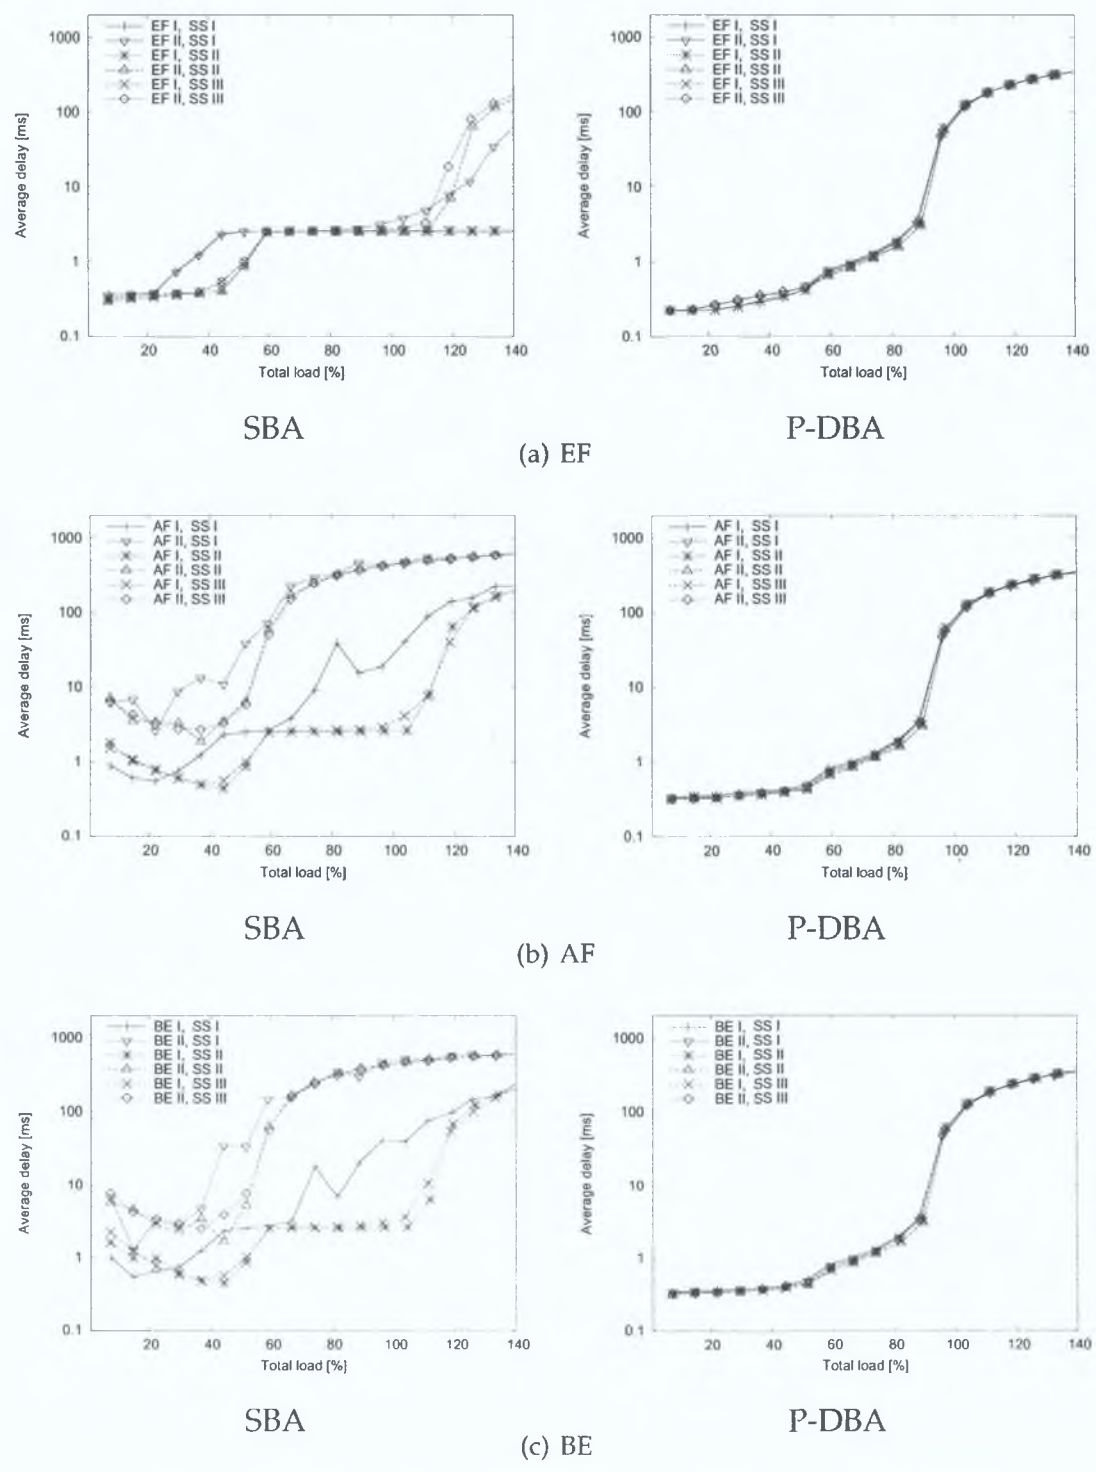 EF I, SS I
EF II, SS I
EF I, SS II
EF II, SS II
EF I, SS III
EF II, SS III
1000
100
10
1
0.1
Average delay [ms]
20 40 60 80 100 120 140
Total load [%]
SBA
EF I, SS I
EF II, SS I
EF I, SS II
EF II, SS II
EF I, SS III
EF II, SS III
1000
100
10
1
0.1
Average delay [ms]
20 40 60 80 100 120 140
Total load [%]
P-DBA
(a) EF
AF I, SS I
AF II, SS I
AF I, SS II
AF II, SS II
AF I, SS III
AF II, SS III
1000
100
10
1
0.1
Average delay [ms]
20 40 60 80 100 120 140
Total load [%]
SBA
AF I, SS I
AF II, SS I
AF I, SS II
AF II, SS II
AF I, SS III
AF II, SS III
1000
100
10
1
0.1
Average delay [ms]
20 40 60 80 100 120 140
Total load [%]
P-DBA
(b) AF
BE I, SS I
BE II, SS I
BE I, SS II
BE II, SS II
BE I, SS III
BE II, SS III
1000
100
10
1
0.1
Average delay [ms]
20 40 60 80 100 120 140
Total load [%]
SBA
BE I, SS I
BE II, SS I
BE I, SS II
BE II, SS II
BE I, SS III
BE II, SS III
1000
100
10
1
0.1
Average delay [ms]
20 40 60 80 100 120 140
Total load [%]
P-DBA
(c) BE